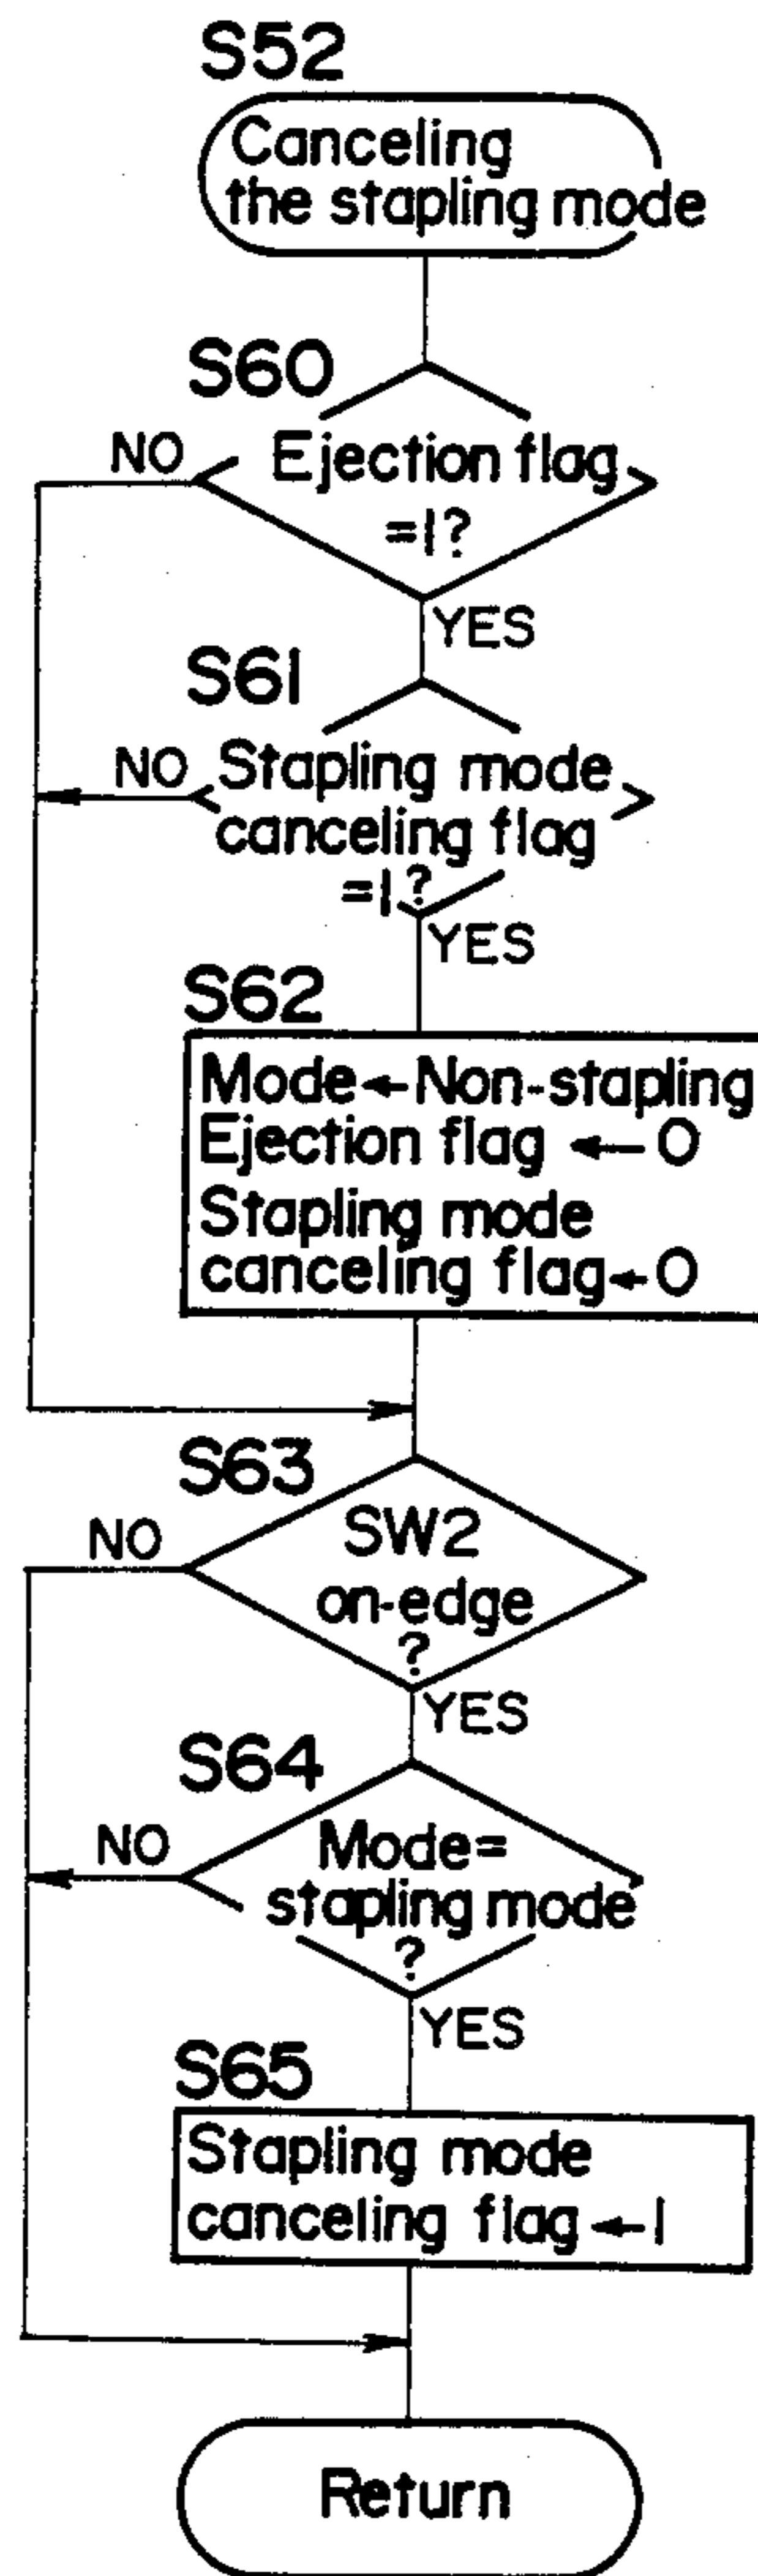 S52
Canceling
the stapling mode
S60
NO
Ejection flag
=1?
YES
S61
NO
Stapling mode
canceling flag
=1?
YES
S62
Mode←Non-stapling
Ejection flag ←0
Stapling mode
canceling flag←0
S63
NO
SW2
on-edge
?
YES
S64
NO
Mode=
stapling mode
?
YES
S65
Stapling mode
canceling flag ←1
Return